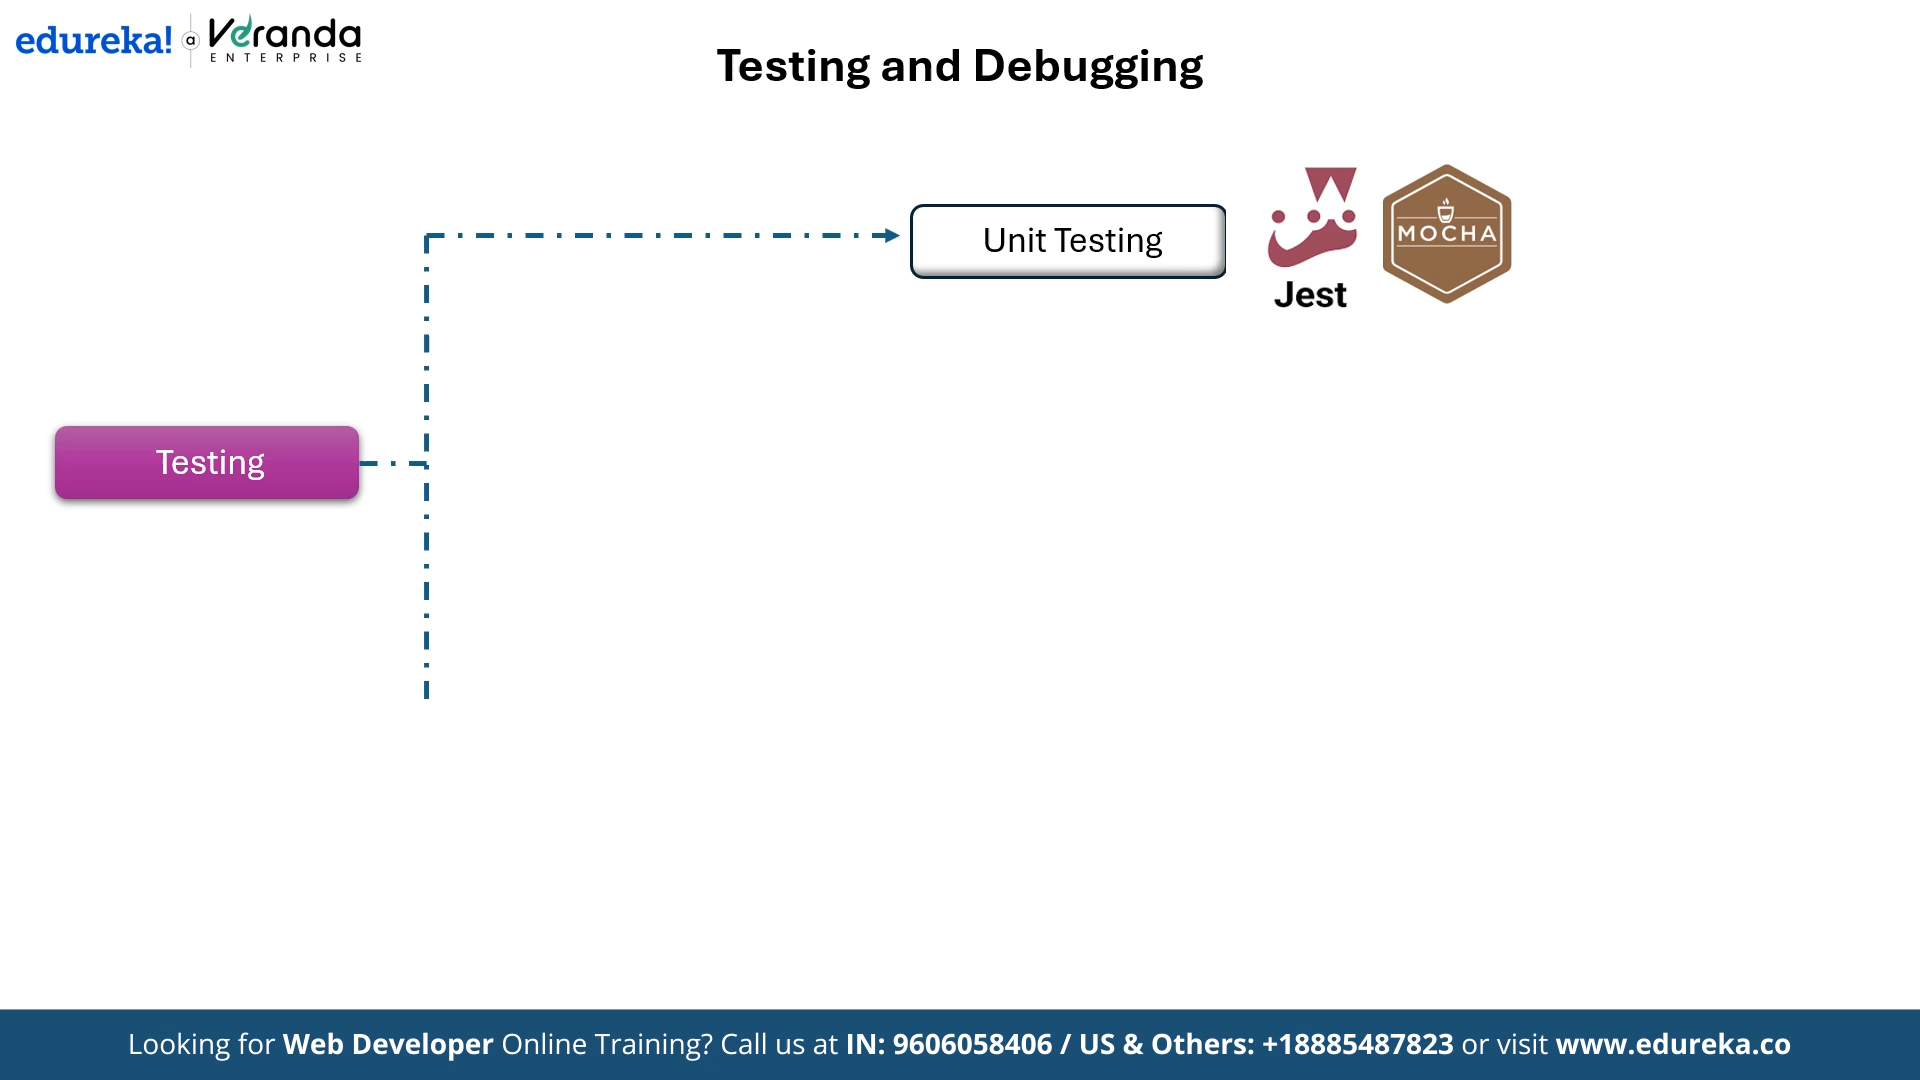 edureka! a Veranda
ENTERPRISE
Testing and Debugging
Unit Testing
MOCHA
Jest
Testing
Looking for Web Developer Online Training? Call us at IN: 9606058406 / US & Others: +18885487823 or visit www.edureka.co